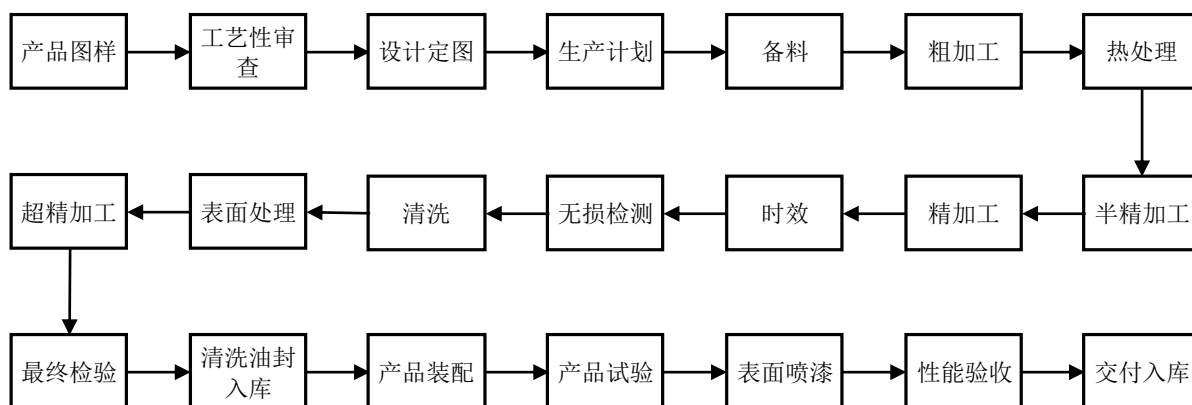 产品图样
工艺性审
查
设计定图
生产计划
备料
粗加工
热处理
超精加工
表面处理
清洗
无损检测
时效
精加工
半精加工
最终检验
清洗油封
入库
产品装配
产品试验
表面喷漆
性能验收
交付入库